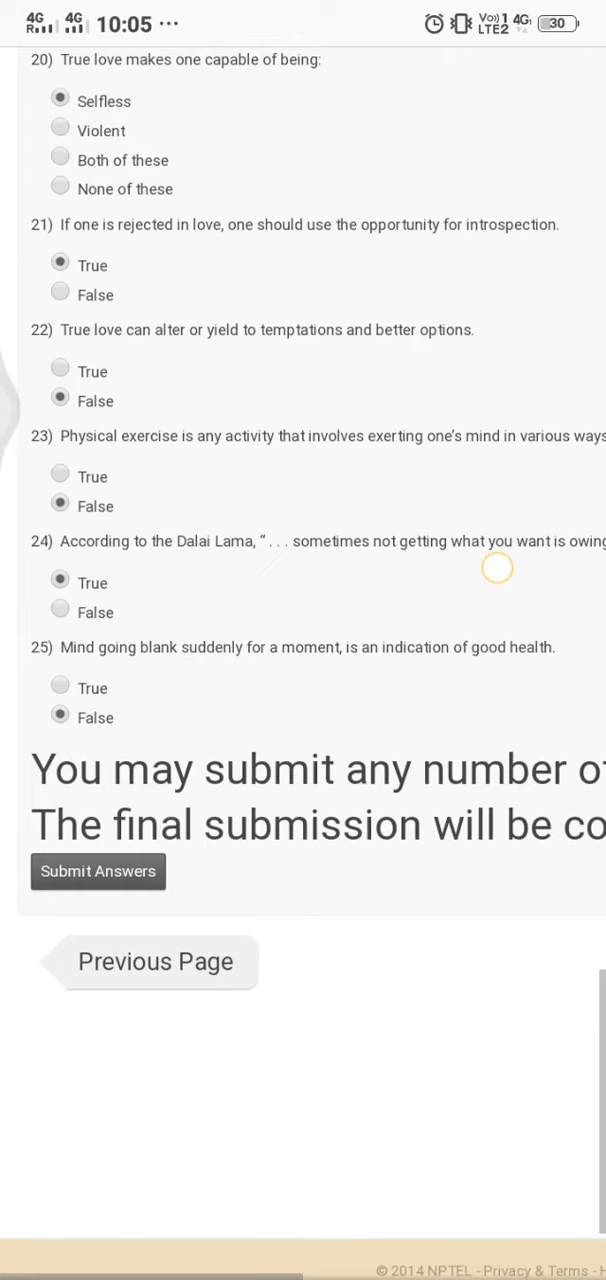 4G 4G 10:05 ... Vo)) 1 4G 30
R LTE2
20) True love makes one capable of being:
Selfless
Violent
Both of these
None of these
21) If one is rejected in love, one should use the opportunity for introspection.
True
False
22) True love can alter or yield to temptations and better options.
True
False
23) Physical exercise is any activity that involves exerting one's mind in various ways
True
False
24) According to the Dalai Lama, “ . . . sometimes not getting what you want is owing
True
False
25) Mind going blank suddenly for a moment, is an indication of good health.
True
False
You may submit any number of
The final submission will be co
Submit Answers
Previous Page
© 2014 NPTEL - Privacy & Terms - H